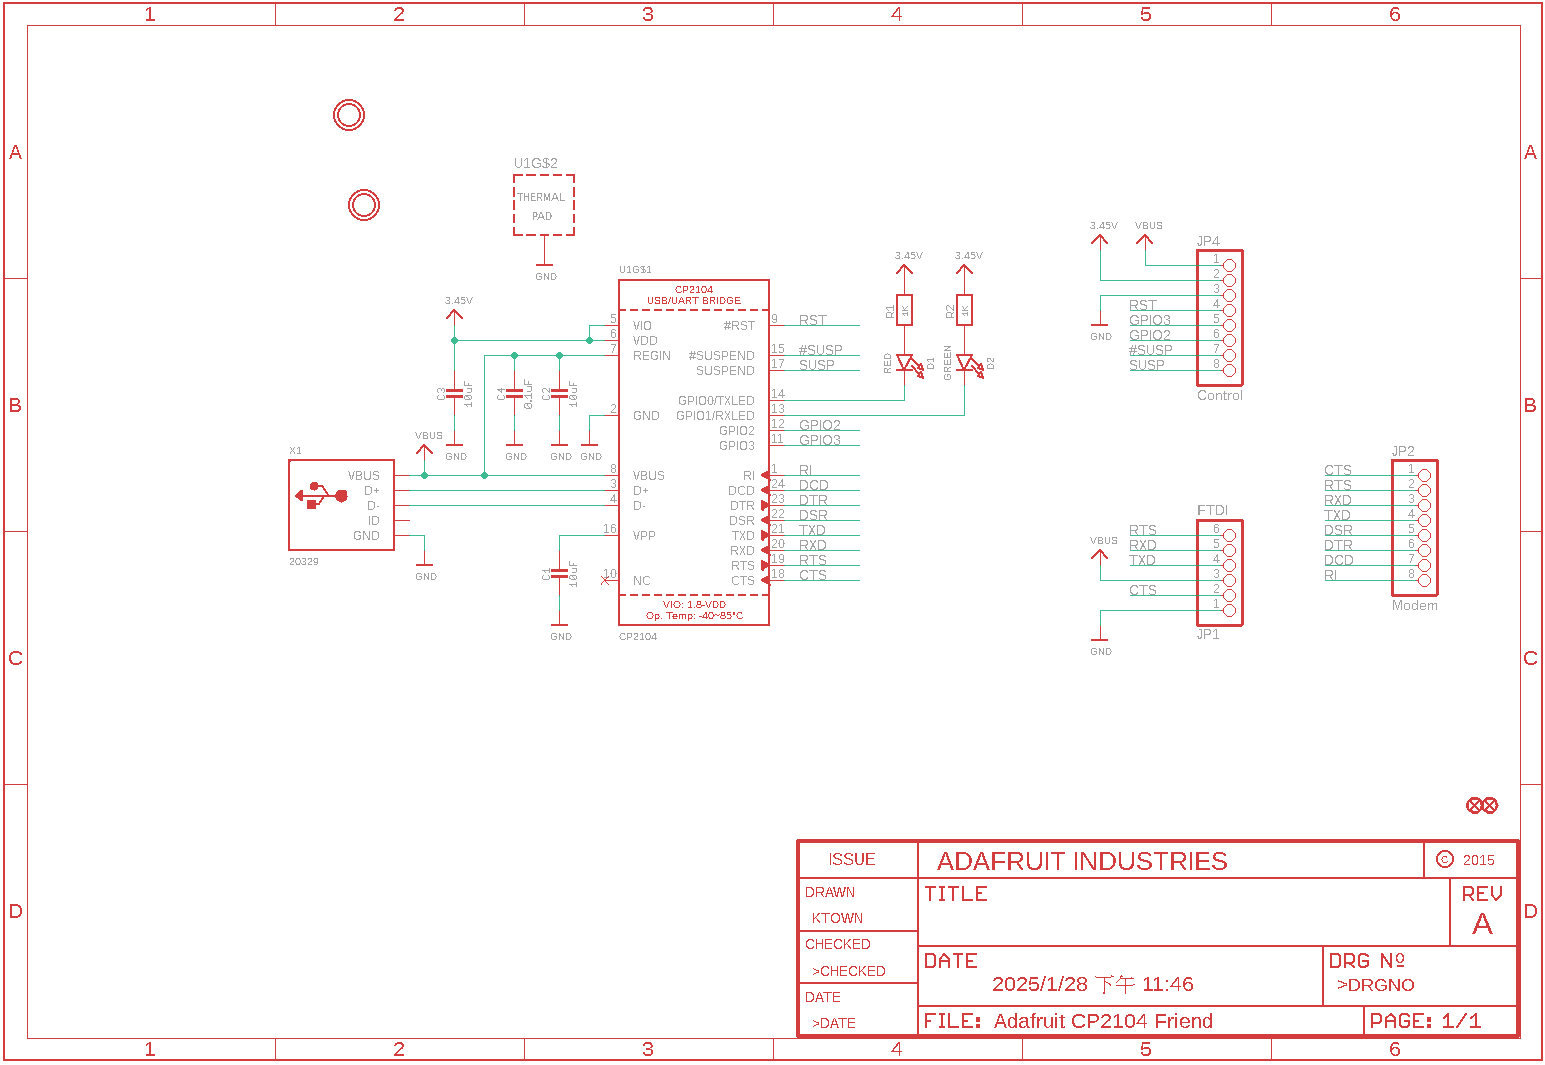 1 2 3 4 5 6
A A
U1G$2
THERMAL
PAD
GND
3.45V VBUS
JP4
1
2
3
RST 4
GPIO3 5
GPIO2 6
#SUSP 7
SUSP 8
GND
Control
3.45V 3.45V
R1 1K R2 1K
RED D1 GREEN D2
U1G$1
CP2104
USB/UART BRIDGE
3.45V
5 VIO #RST 9 RST
6 VDD
7 REGIN #SUSPEND 15 #SUSP
SUSPEND 17 SUSP
GPIO0/TXLED 14
2 GND GPIO1/RXLED 13
GPIO2 12 GPIO2
GPIO3 11 GPIO3
8 VBUS RI 1 RI
3 D+ DCD 24 DCD
4 D- DTR 23 DTR
DSR 22 DSR
16 VPP TXD 21 TXD
RXD 20 RXD
RTS 19 RTS
10 NC CTS 18 CTS
VIO: 1.8-VDD
Op. Temp: -40~85°C
CP2104
C3 10uF C4 0.1uF C2 10uF
GND GND GND GND
C1 10uF
GND
B B
X1
VBUS
VBUS
D+
D-
ID
GND
20329
GND
JP2
CTS 1
RTS 2
RXD 3
TXD 4
DSR 5
DTR 6
DCD 7
RI 8
Modem
FTDI
RTS 6
RXD 5
TXD 4
VBUS 3
CTS 2
1
GND
JP1
C C
ISSUE ADAFRUIT INDUSTRIES © 2015
DRAWN TITLE REV
KTOWN A
CHECKED
>CHECKED
DATE DRG Nº
2025/1/28 下午 11:46 >DRGNO
DATE
>DATE
FILE: Adafruit CP2104 Friend PAGE: 1/1
D D
1 2 3 4 5 6